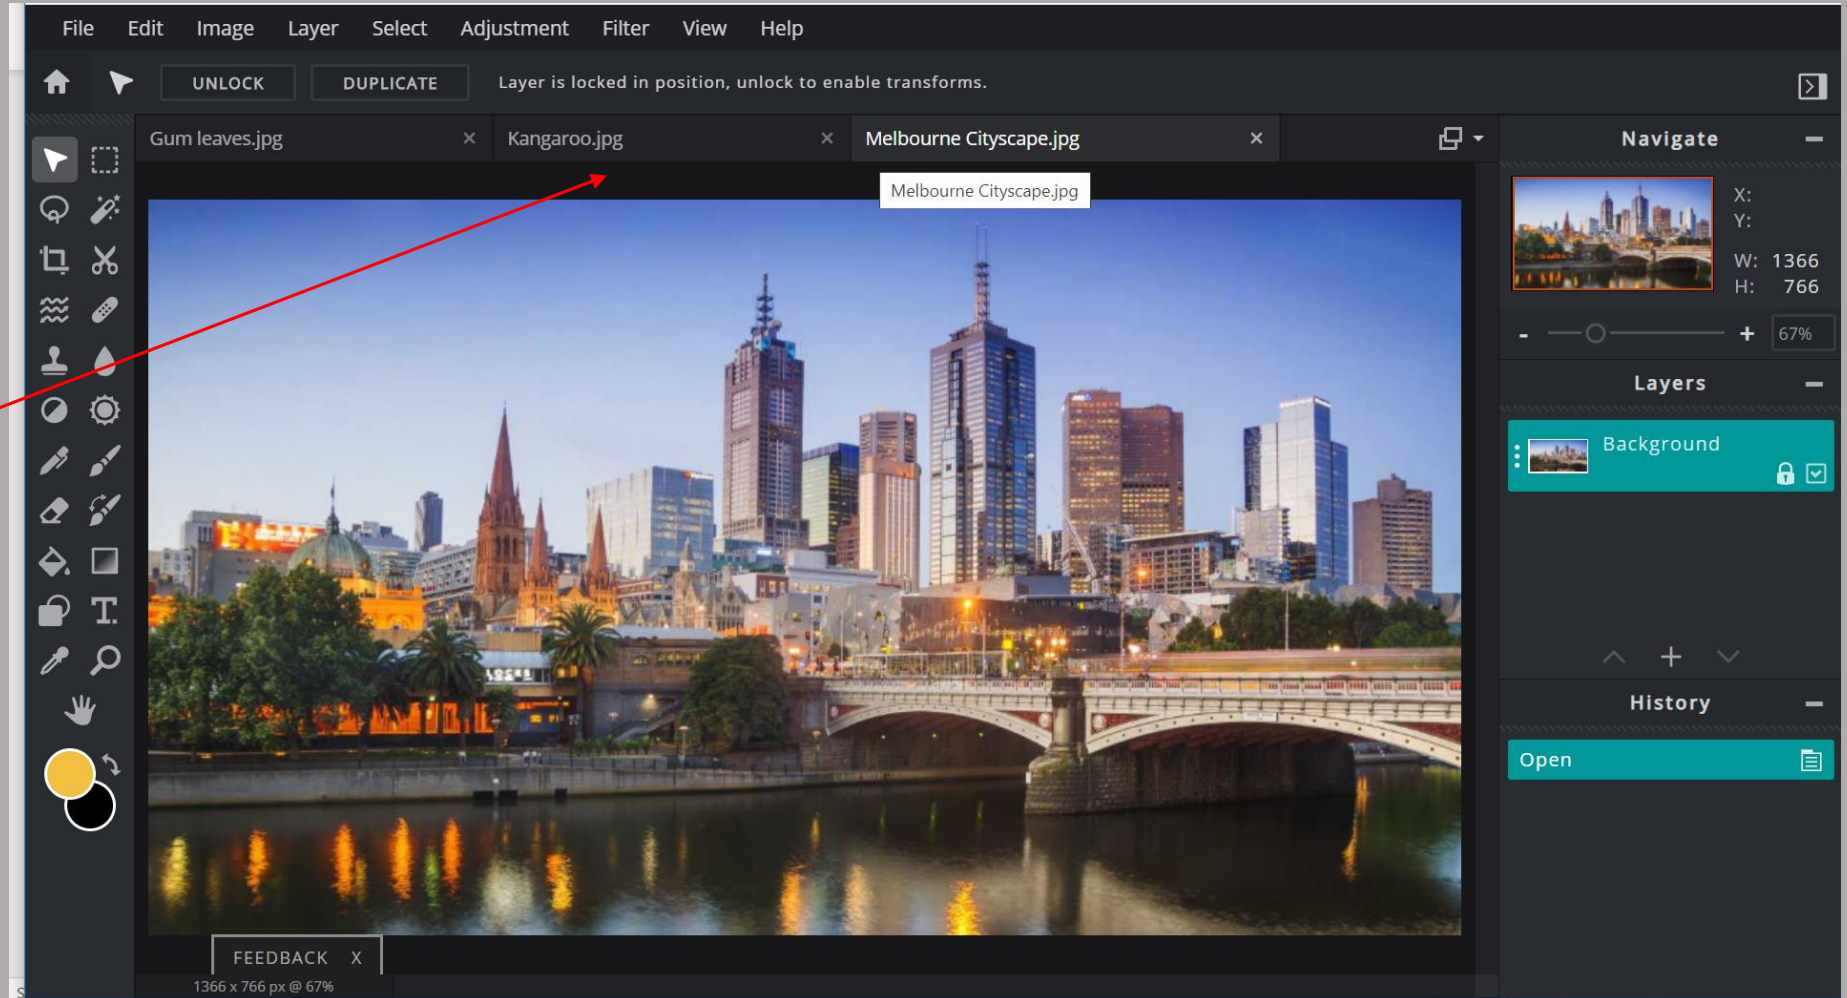 File Edit Image Layer Select Adjustment Filter View Help
UNLOCK DUPLICATE Layer is locked in position, unlock to enable transforms.
Gum leaves.jpg × Kangaroo.jpg × Melbourne Cityscape.jpg ×
Melbourne Cityscape.jpg
Navigate
X:
Y:
W: 1366
H: 766
- + 67%
Layers
Background
History
Open
FEEDBACK X
1366 x 766 px @ 67%